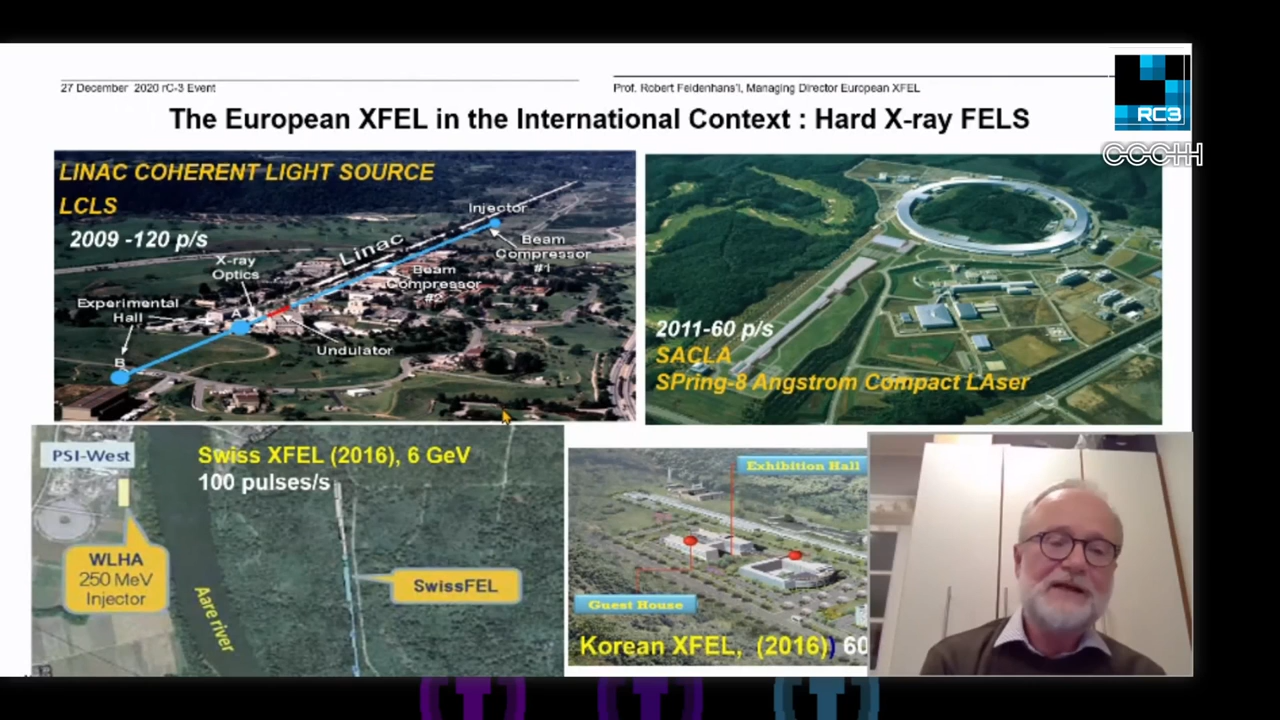 27 December 2020 rC-3 Event
Prof. Robert Feidenhans'l, Managing Director European XFEL
The European XFEL in the International Context : Hard X-ray FELS
RC3
CCCHH
LINAC COHERENT LIGHT SOURCE
LCLS
2009 -120 p/s
Injector
Linac
Beam
Compressor
#1
X-ray
Optics
Beam
Compressor
#2
Experimental
Hall
A
Undulator
B
2011-60 p/s
SACLA
SPring-8 Angstrom Compact LAser
PSI-West
Swiss XFEL (2016), 6 GeV
100 pulses/s
WLHA
250 MeV
Injector
Aare river
SwissFEL
Exhibition Hall
Guest House
Korean XFEL, (2016)) 60